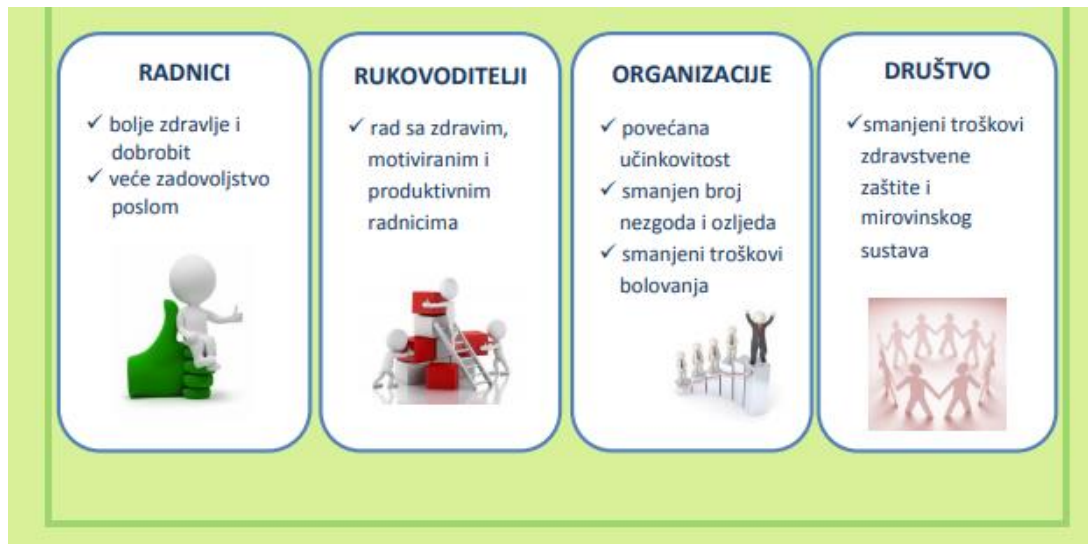 RADNICI
✓ bolje zdravlje i
dobrobit
✓ veće zadovoljstvo
poslom
RUKOVODITELJI
✓ rad sa zdravim,
motiviranim i
produktivnim
radnicima
ORGANIZACIJE
✓ povećana
učinkovitost
✓ smanjen broj
nezgoda i ozljeda
✓ smanjeni troškovi
bolovanja
DRUŠTVO
✓smanjeni troškovi
zdravstvene
zaštite i
mirovinskog
sustava